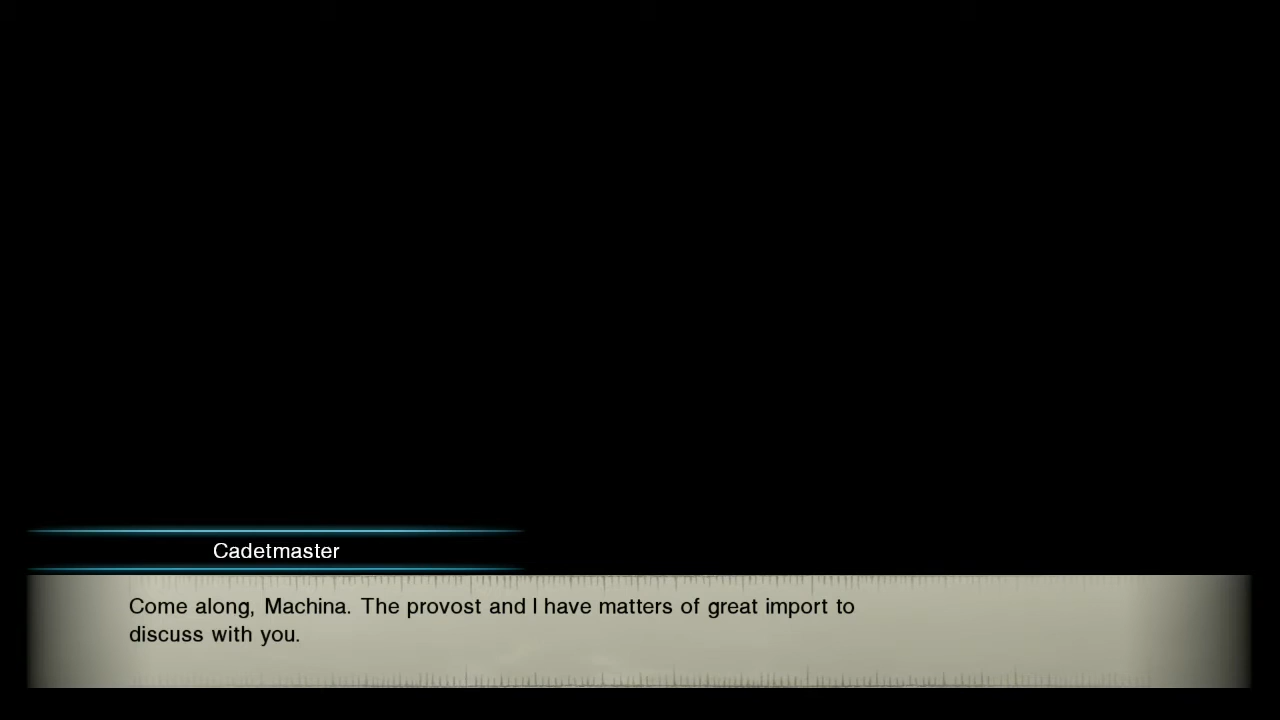 Cadetmaster
Come along, Machina. The provost and I have matters of great import to
discuss with you.